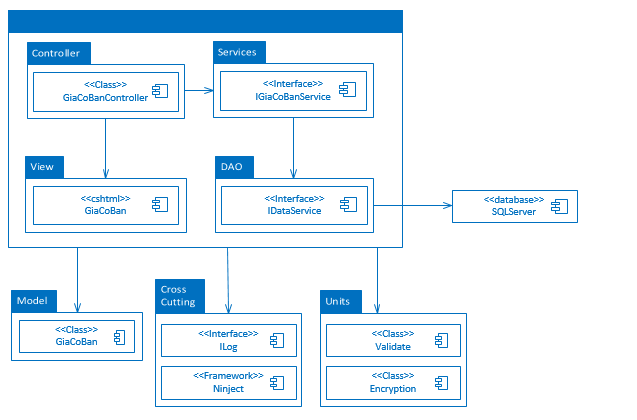 Controller
<<Class>>
GiaCoBanController
Services
<<Interface>>
IGiaCoBanService
View
<<cshtml>>
GiaCoBan
DAO
<<Interface>>
IDataService
<<database>>
SQLServer
Model
<<Class>>
GiaCoBan
Cross
Cutting
<<Interface>>
ILog
<<Framework>>
Ninject
Units
<<Class>>
Validate
<<Class>>
Encryption